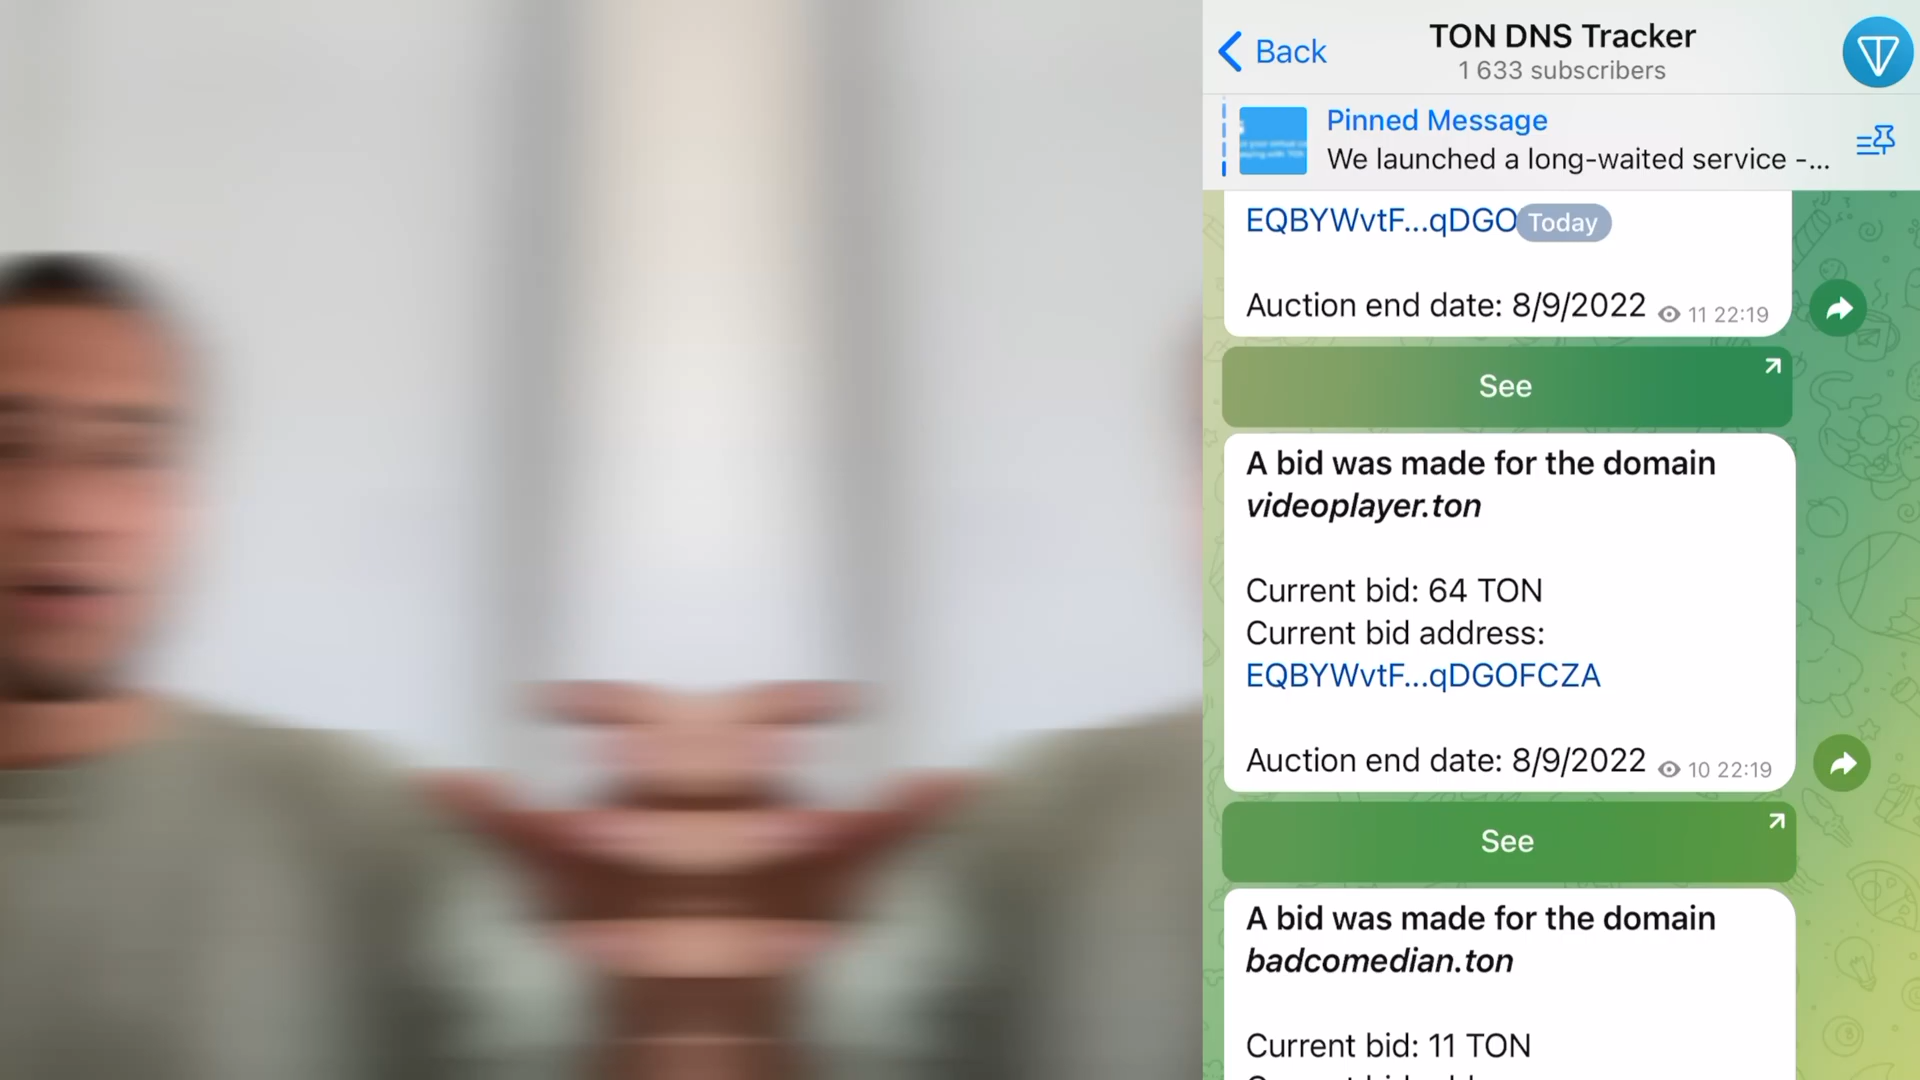 Back
TON DNS Tracker
1 633 subscribers
Pinned Message
We launched a long-waited service -...
EQBYWvtF...qDGO
Today
Auction end date: 8/9/2022 11 22:19
See
A bid was made for the domain
videoplayer.ton
Current bid: 64 TON
Current bid address:
EQBYWvtF...qDGOFCZA
Auction end date: 8/9/2022 10 22:19
See
A bid was made for the domain
badcomedian.ton
Current bid: 11 TON